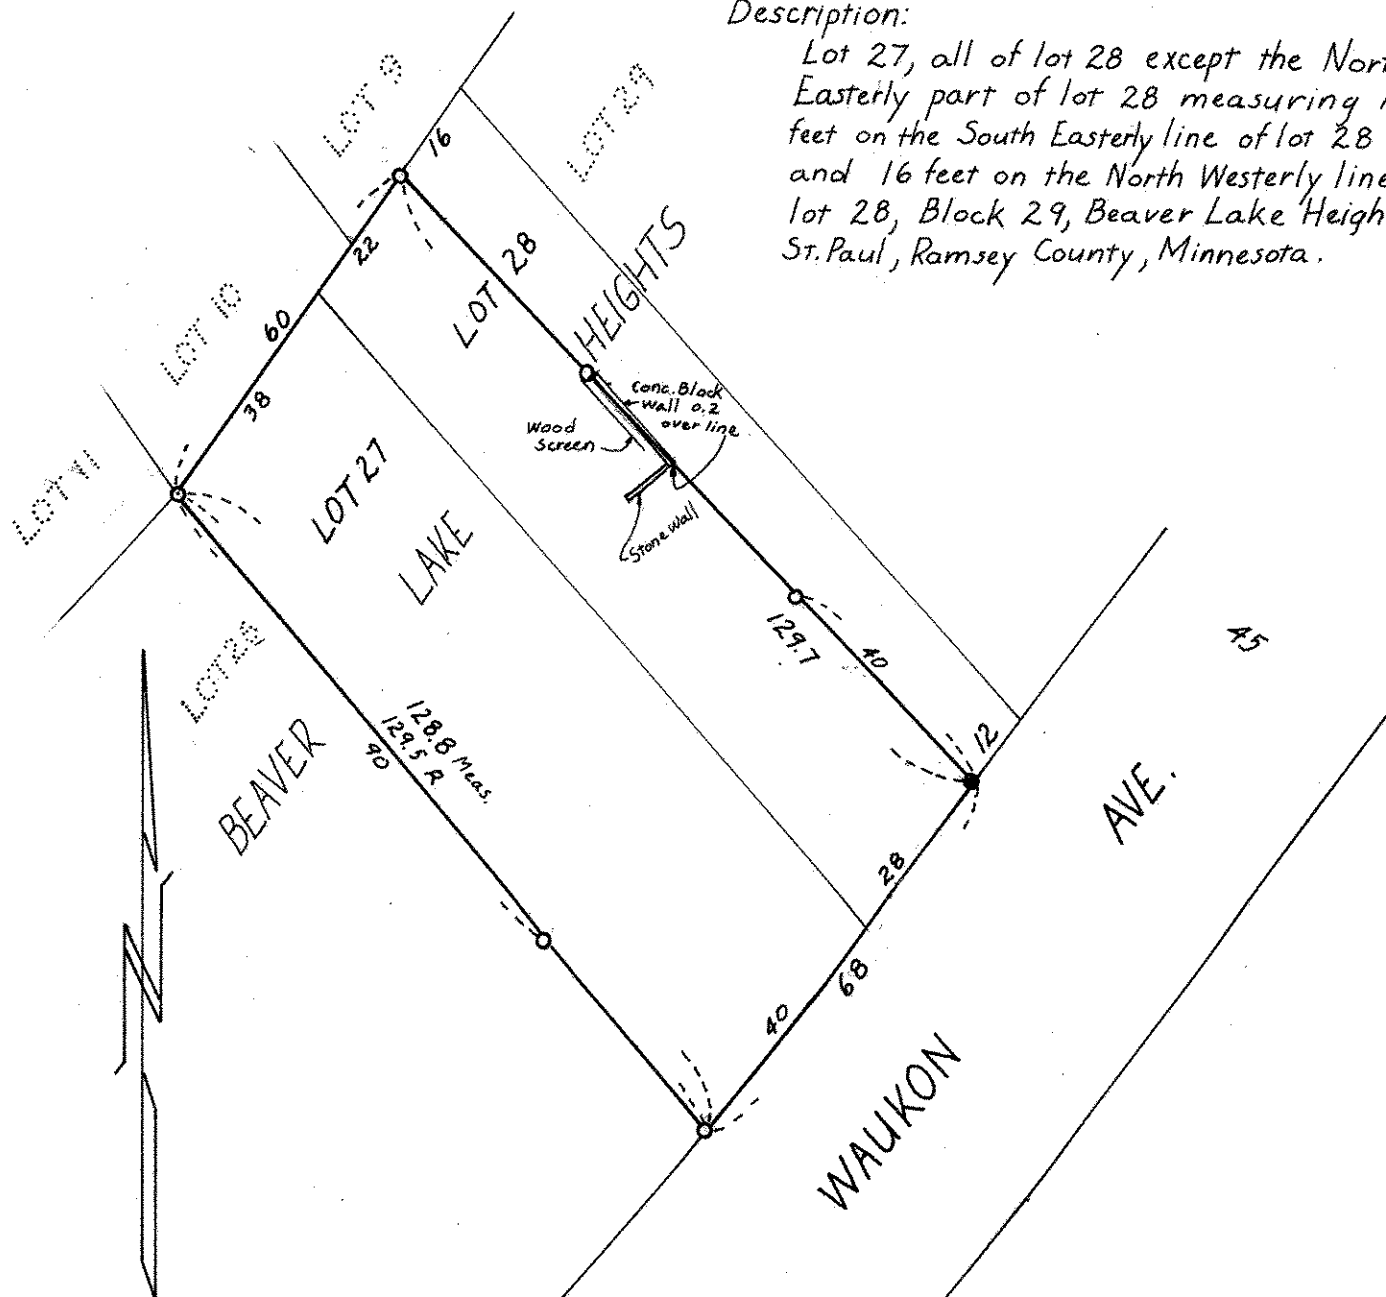 Description:
Lot 27, all of lot 28 except the Nort
Easterly part of lot 28 measuring
feet on the South Easterly line of lot 28
and 16 feet on the North Westerly line
lot 28, Block 29, Beaver Lake Heigh
St. Paul, Ramsey County, Minnesota.
LOT 9
LOT 29
16
22
LOT 28
HEIGHTS
LOT 10
60
38
Conc. Block
wall 0.2
over line
Wood
Screen
LOT 11
LOT 27
LAKE
Stone wall
129.7
40
45
LOT 26
BEAVER
128.8 Meas.
129.5 R
90
12
AVE.
28
68
40
WAUKON
N